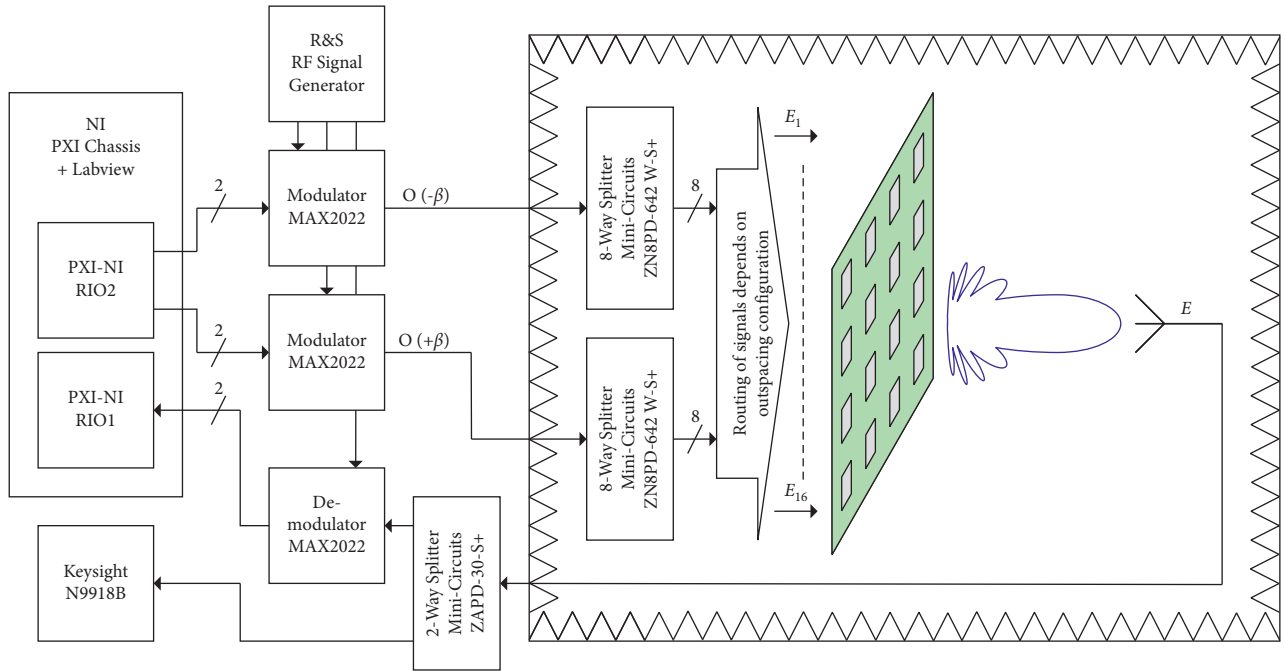 R&S
RF Signal
Generator
NI
PXI Chassis
+ Labview
PXI-NI
RIO2
PXI-NI
RIO1
Keysight
N9918B
2
2
2
Modulator
MAX2022
Modulator
MAX2022
De-
modulator
MAX2022
O (-β)
O (+β)
2-Way Splitter
Mini-Circuits
ZAPD-30-S+
8-Way Splitter
Mini-Circuits
ZN8PD-642 W-S+
8-Way Splitter
Mini-Circuits
ZN8PD-642 W-S+
8
8
Routing of signals depends on
outspacing configuration
E1
E16
E